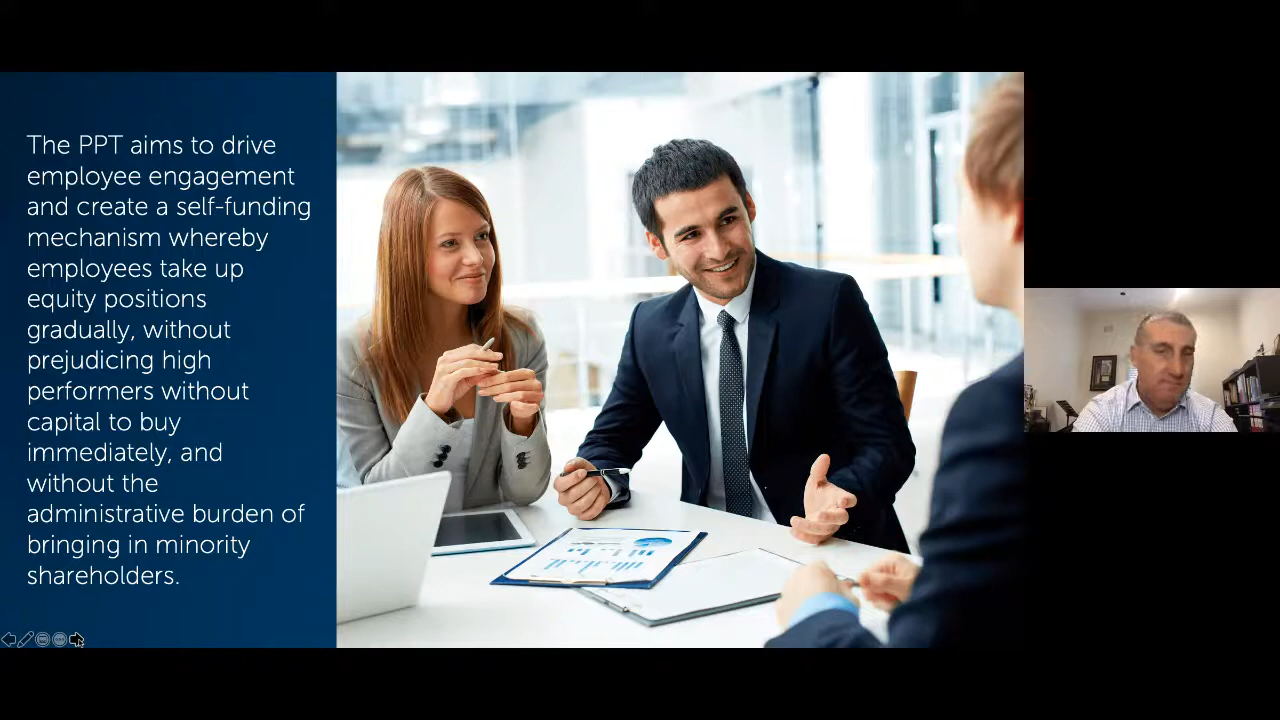 The PPT aims to drive
employee engagement
and create a self-funding
mechanism whereby
employees take up
equity positions
gradually, without
prejudicing high
performers without
capital to buy
immediately, and
without the
administrative burden of
bringing in minority
shareholders.